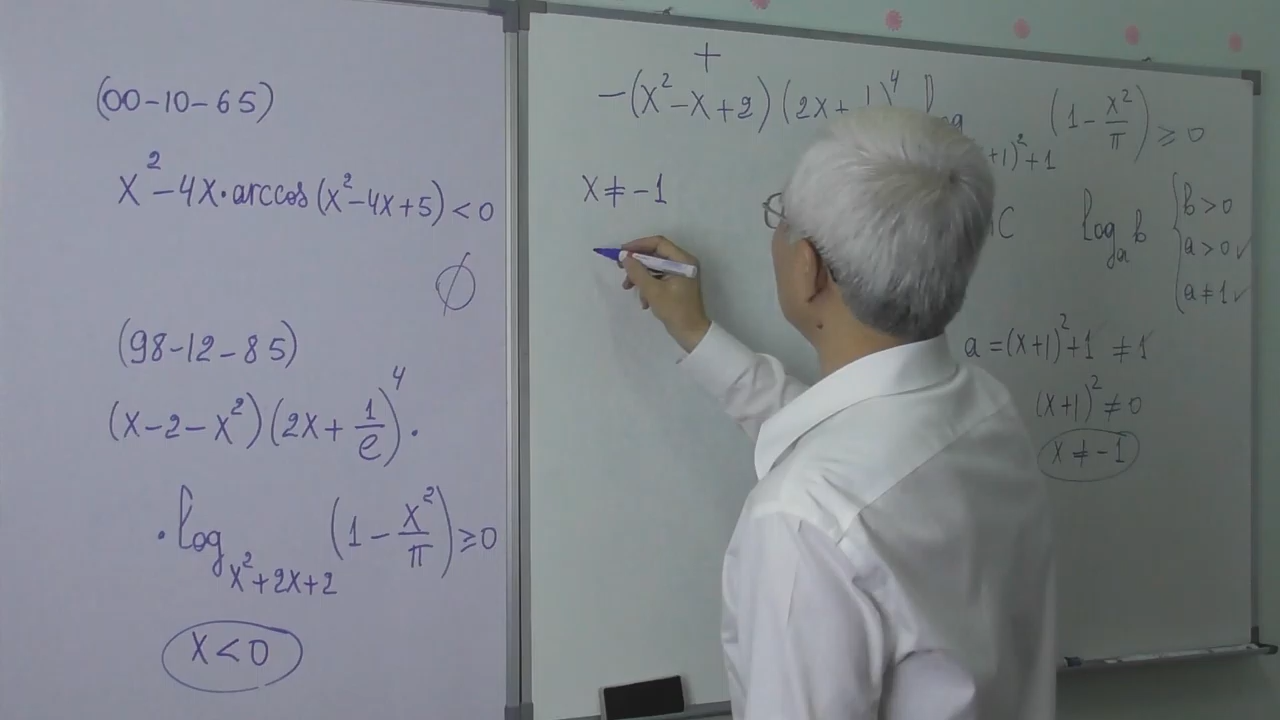 (00-10-65)
x² - 4x · arccos (x² - 4x + 5) < 0
∅
(98-12-85)
(x - 2 - x²) (2x + 1/e)⁴ ·
· log_{x² + 2x + 2} (1 - x²/π) ≥ 0
x < 0
+
- (x² - x + 2) (2x + 1)⁴ (1 - x²/π) ≥ 0
+1)² + 1
x ≠ -1
log_a b
{ b > 0
a > 0 ✓
a ≠ 1 ✓
a = (x+1)² + 1 ≠ 1
(x+1)² ≠ 0
x ≠ -1